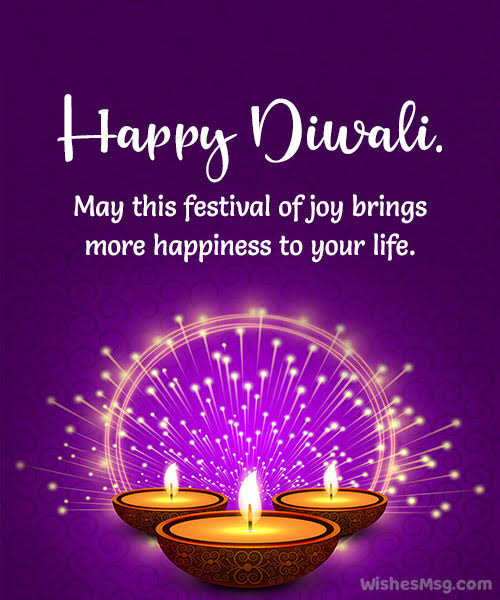 Happy Diwali.
May this festival of joy brings
more happiness to your life.
WishesMsg.com